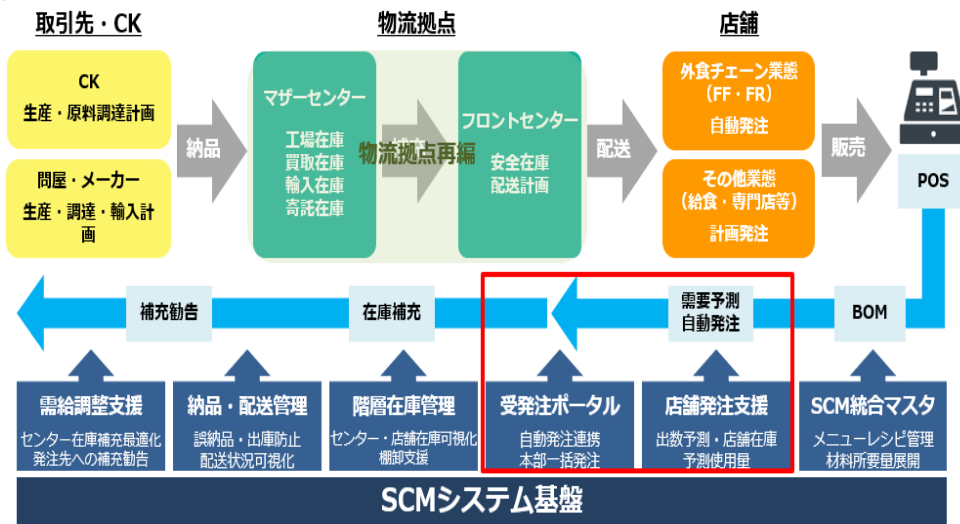 取引先・CK
物流拠点
店舗
CK
生産・原料調達計画
問屋・メーカー
生産・調達・輸入計
画
納品
マザーセンター
工場在庫
買取在庫
輸入在庫
寄託在庫
物流拠点再編
フロントセンター
安全在庫
配送計画
配送
外食チェーン業態
(FF・FR)
自動発注
その他業態
(給食・専門店等)
計画発注
販売
POS
補充勧告
在庫補充
需要予測
自動発注
BOM
需給調整支援
センター在庫補充最適化
発注先への補充勧告
納品・配送管理
誤納品・出庫防止
配送状況可視化
階層在庫管理
センター・店舗在庫可視化
棚卸支援
受発注ポータル
自動発注連携
本部一括発注
店舗発注支援
出数予測・店舗在庫
予測使用量
SCM統合マスタ
メニューレシピ管理
材料所要量展開
SCMシステム基盤